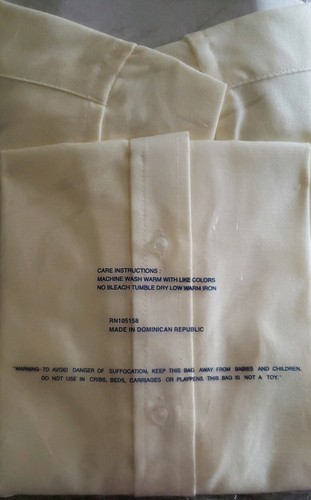 CARE INSTRUCTIONS :
MACHINE WASH WARM WITH LIKE COLORS
NO BLEACH TUMBLE DRY LOW WARM IRON
RN105158
MADE IN DOMINICAN REPUBLIC
"WARNING- TO AVOID DANGER OF SUFFOCATION, KEEP THIS BAG AWAY FROM BABIES AND CHILDREN.
DO NOT USE IN CRIBS, BEDS, CARRIAGES OR PLAYPENS. THIS BAG IS NOT A TOY."